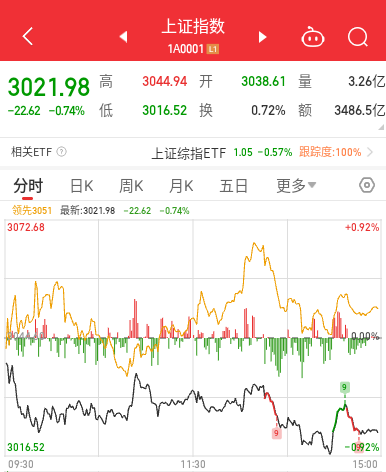 上证指数
1A0001 L1
3021.98 高 3044.94 开 3038.61 量 3.26亿
-22.62 -0.74% 低 3016.52 换 0.72% 额 3486.5亿
相关ETF ? 上证综指ETF 1.05 -0.57% 跟踪度:100%
分时 日K 周K 月K 五日 更多
领先3051 最新:3021.98 -22.62 -0.74%
3072.68 +0.92%
0.00%
9
9
9
3016.52 -0.92%
09:30 11:30 15:00